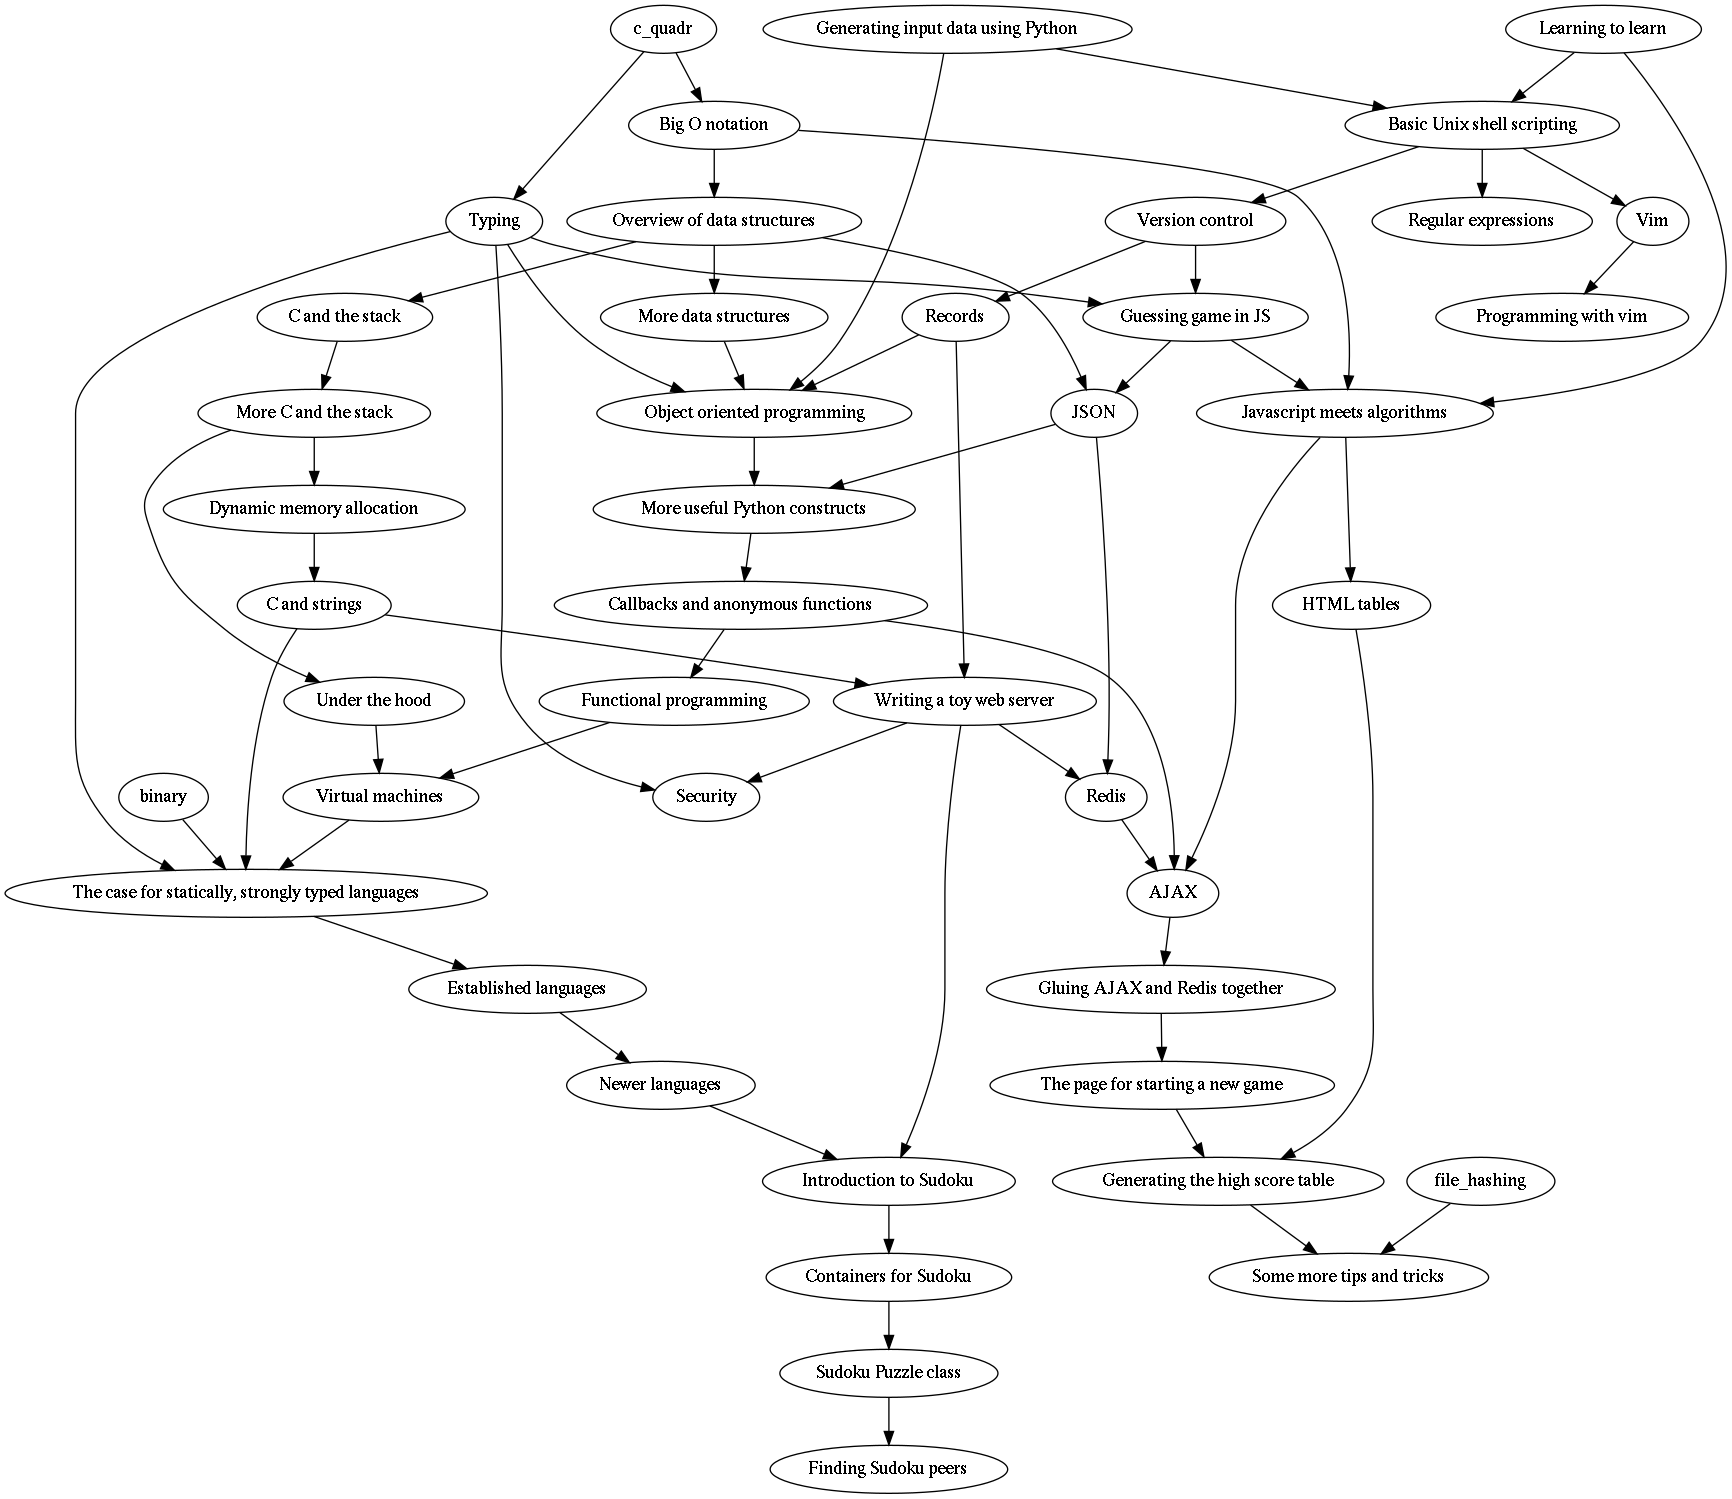 c_quadr
Generating input data using Python
Learning to learn
Big O notation
Basic Unix shell scripting
Typing
Overview of data structures
Version control
Regular expressions
Vim
C and the stack
More data structures
Records
Guessing game in JS
Programming with vim
More C and the stack
Object oriented programming
JSON
Javascript meets algorithms
Dynamic memory allocation
More useful Python constructs
C and strings
Callbacks and anonymous functions
HTML tables
Under the hood
Functional programming
Writing a toy web server
binary
Virtual machines
Security
Redis
The case for statically, strongly typed languages
AJAX
Established languages
Gluing AJAX and Redis together
Newer languages
The page for starting a new game
Introduction to Sudoku
Generating the high score table
file_hashing
Containers for Sudoku
Some more tips and tricks
Sudoku Puzzle class
Finding Sudoku peers